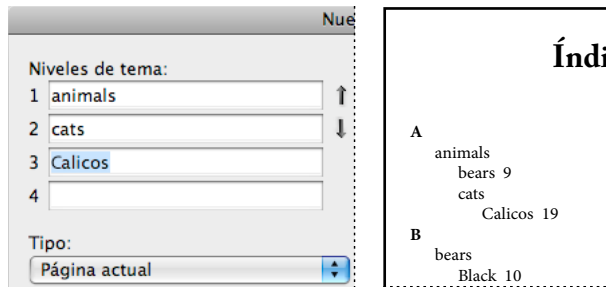 Nue
Niveles de tema:
1 animals
2 cats
3 Calicos
4
Tipo:
Página actual
Índi
A
animals
bears 9
cats
Calicos 19
B
bears
Black 10